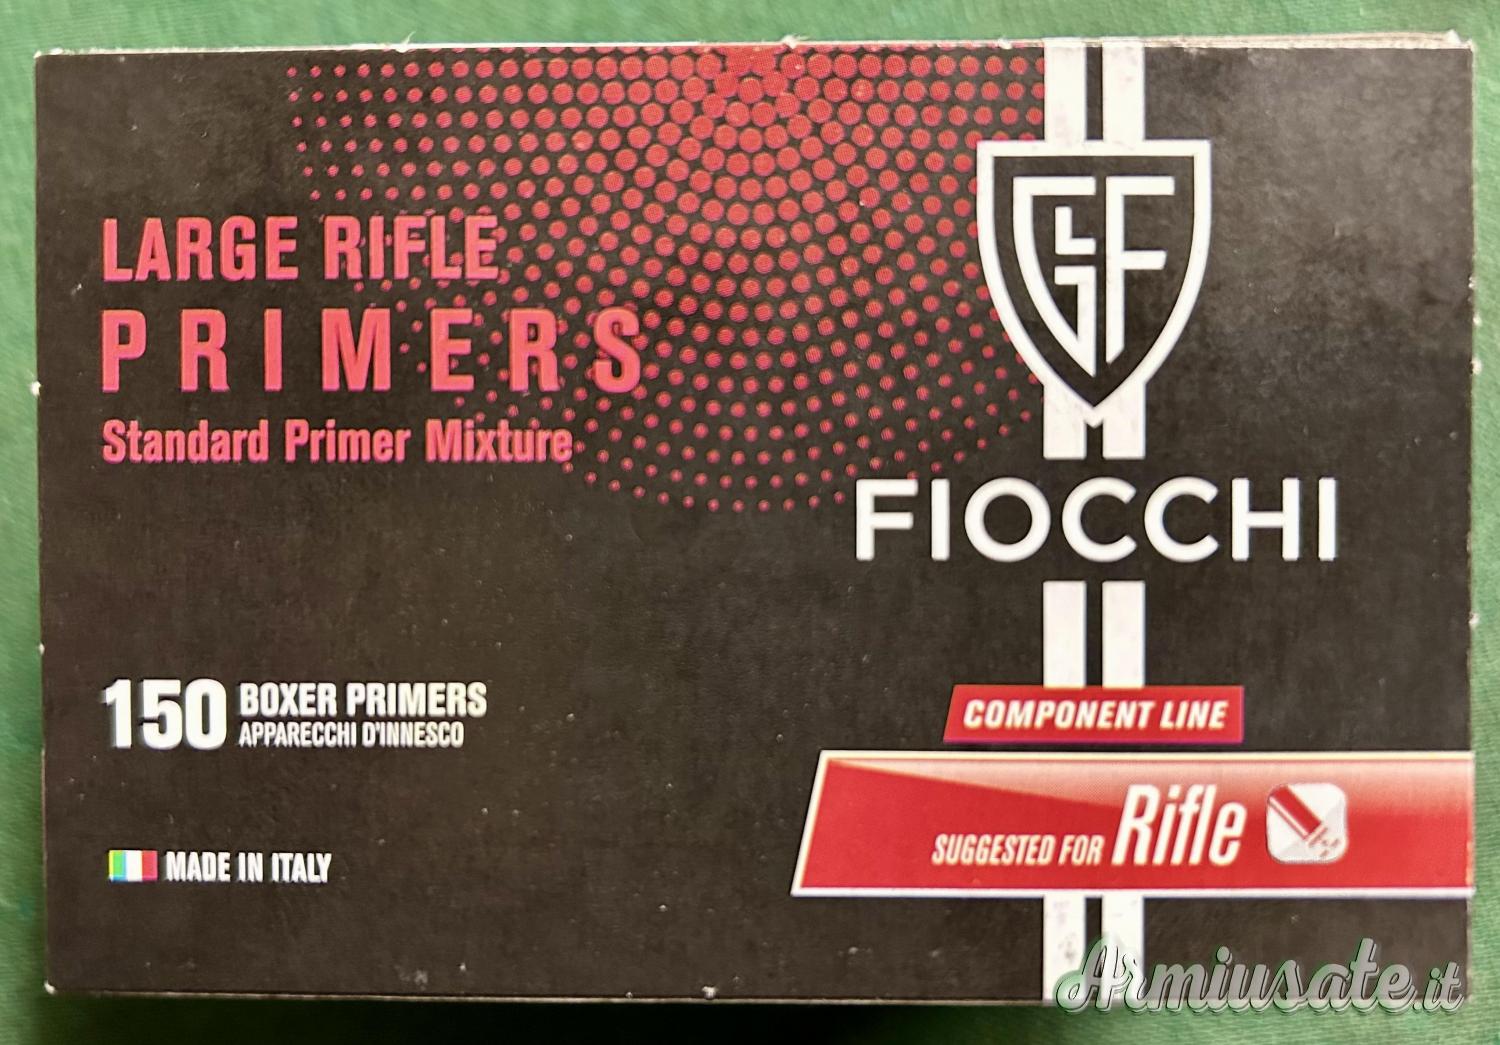 LARGE RIFLE
PRIMERS
Standard Primer Mixture
GFL
FIOCCHI
150 BOXER PRIMERS
APPARECCHI D'INNESCO
COMPONENT LINE
SUGGESTED FOR Rifle
MADE IN ITALY
Armiusate.it